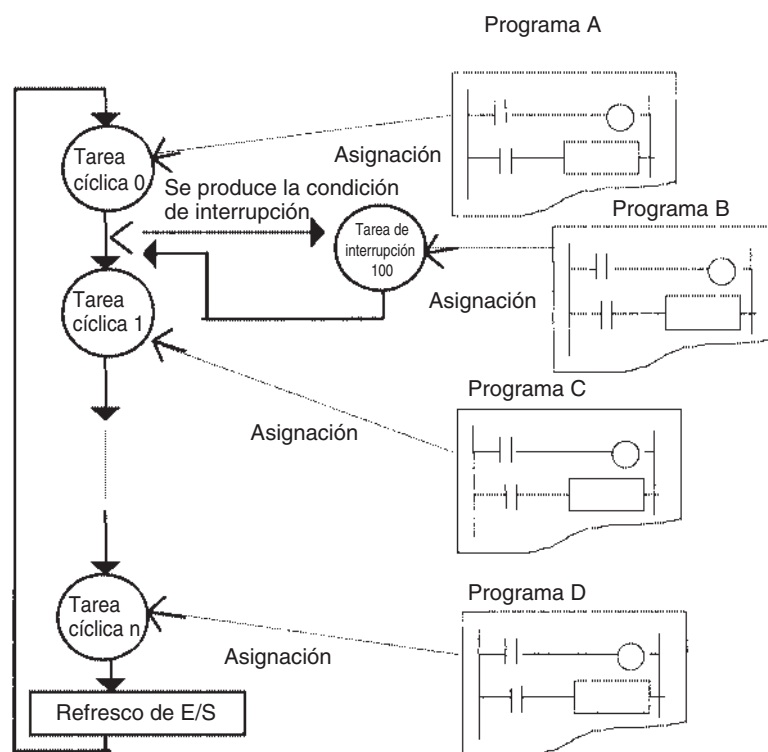 Programa A
Tarea
cíclica 0
Asignación
Se produce la condición
de interrupción
Tarea de
interrupción
100
Programa B
Asignación
Tarea
cíclica 1
Programa C
Asignación
Tarea
cíclica n
Programa D
Asignación
Refresco de E/S